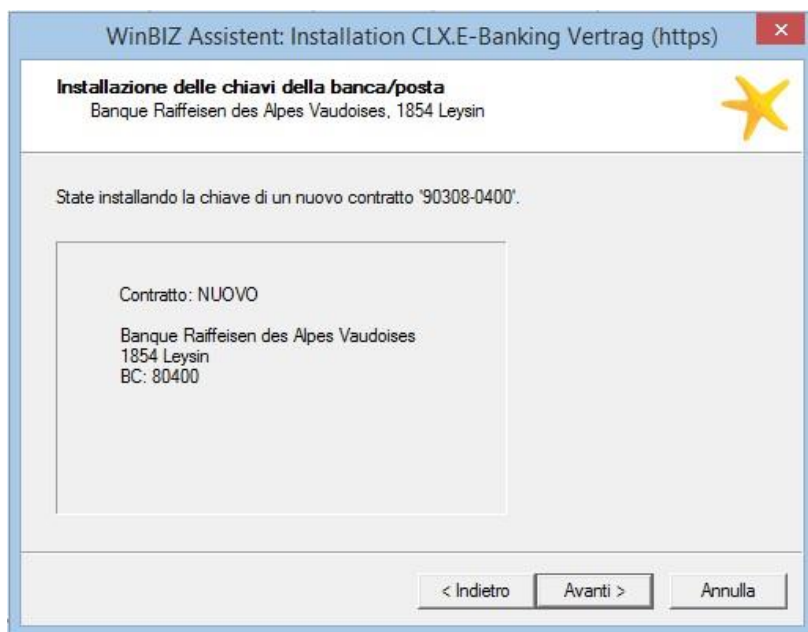 WinBIZ Assistent: Installation CLX.E-Banking Vertrag (https)
Installazione delle chiavi della banca/posta
Banque Raiffeisen des Alpes Vaudoises, 1854 Leysin
State installando la chiave di un nuovo contratto '90308-0400'.
Contratto: NUOVO
Banque Raiffeisen des Alpes Vaudoises
1854 Leysin
BC: 80400
< Indietro Avanti > Annulla